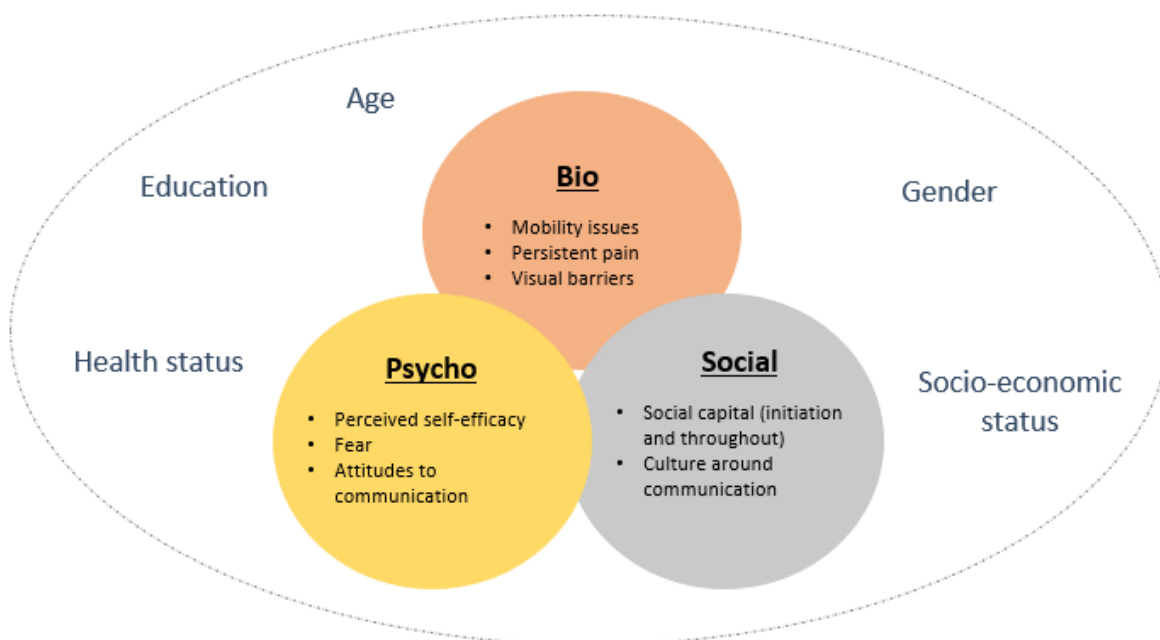 Age
Education
Gender
Health status
Socio-economic
status
Bio
• Mobility issues
• Persistent pain
• Visual barriers
Psycho
• Perceived self-efficacy
• Fear
• Attitudes to
communication
Social
• Social capital (initiation
and throughout)
• Culture around
communication